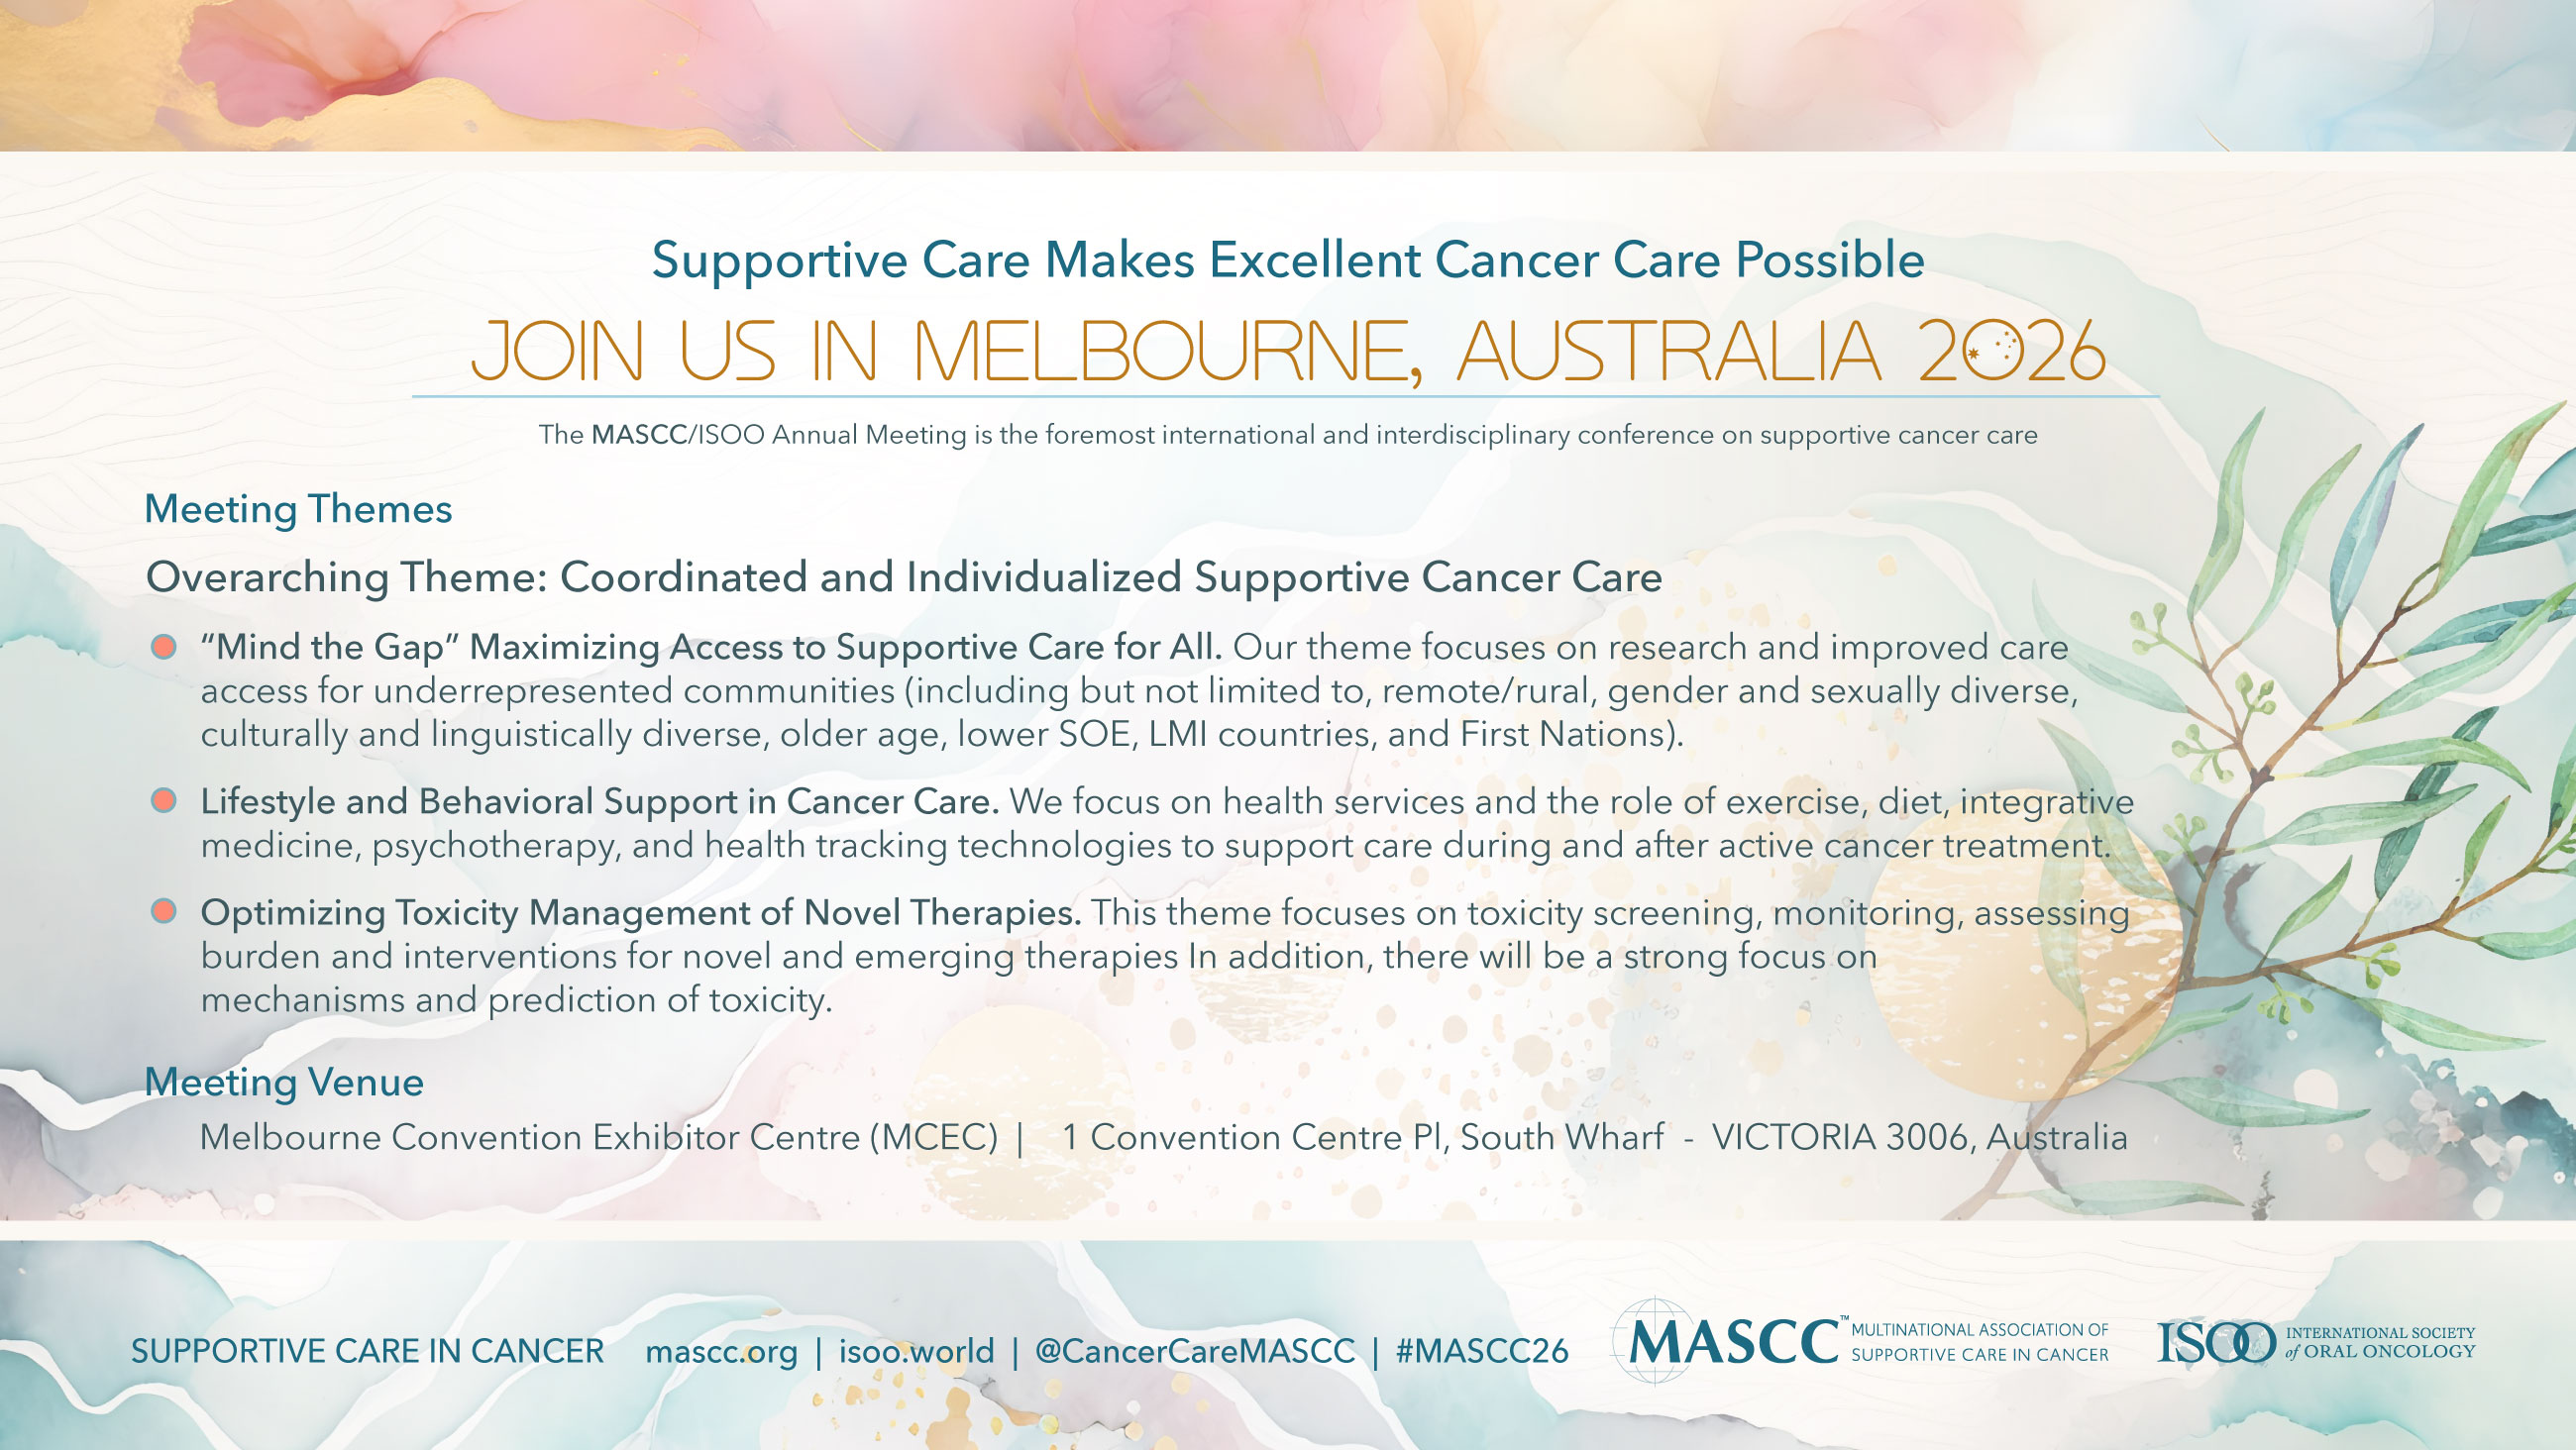 Supportive Care Makes Excellent Cancer Care Possible
JOIN US IN MELBOURNE, AUSTRALIA 2026
The MASCC/ISOO Annual Meeting is the foremost international and interdisciplinary conference on supportive cancer care
Meeting Themes
Overarching Theme: Coordinated and Individualized Supportive Cancer Care
“Mind the Gap” Maximizing Access to Supportive Care for All. Our theme focuses on research and improved care
access for underrepresented communities (including but not limited to, remote/rural, gender and sexually diverse,
culturally and linguistically diverse, older age, lower SOE, LMI countries, and First Nations).
Lifestyle and Behavioral Support in Cancer Care. We focus on health services and the role of exercise, diet, integrative
medicine, psychotherapy, and health tracking technologies to support care during and after active cancer treatment.
Optimizing Toxicity Management of Novel Therapies. This theme focuses on toxicity screening, monitoring, assessing
burden and interventions for novel and emerging therapies In addition, there will be a strong focus on
mechanisms and prediction of toxicity.
Meeting Venue
Melbourne Convention Exhibitor Centre (MCEC) | 1 Convention Centre Pl, South Wharf - VICTORIA 3006, Australia
SUPPORTIVE CARE IN CANCER mascc.org | isoo.world | @CancerCareMASCC | #MASCC26
MASCC™ MULTINATIONAL ASSOCIATION OF
SUPPORTIVE CARE IN CANCER
ISOO INTERNATIONAL SOCIETY
of ORAL ONCOLOGY